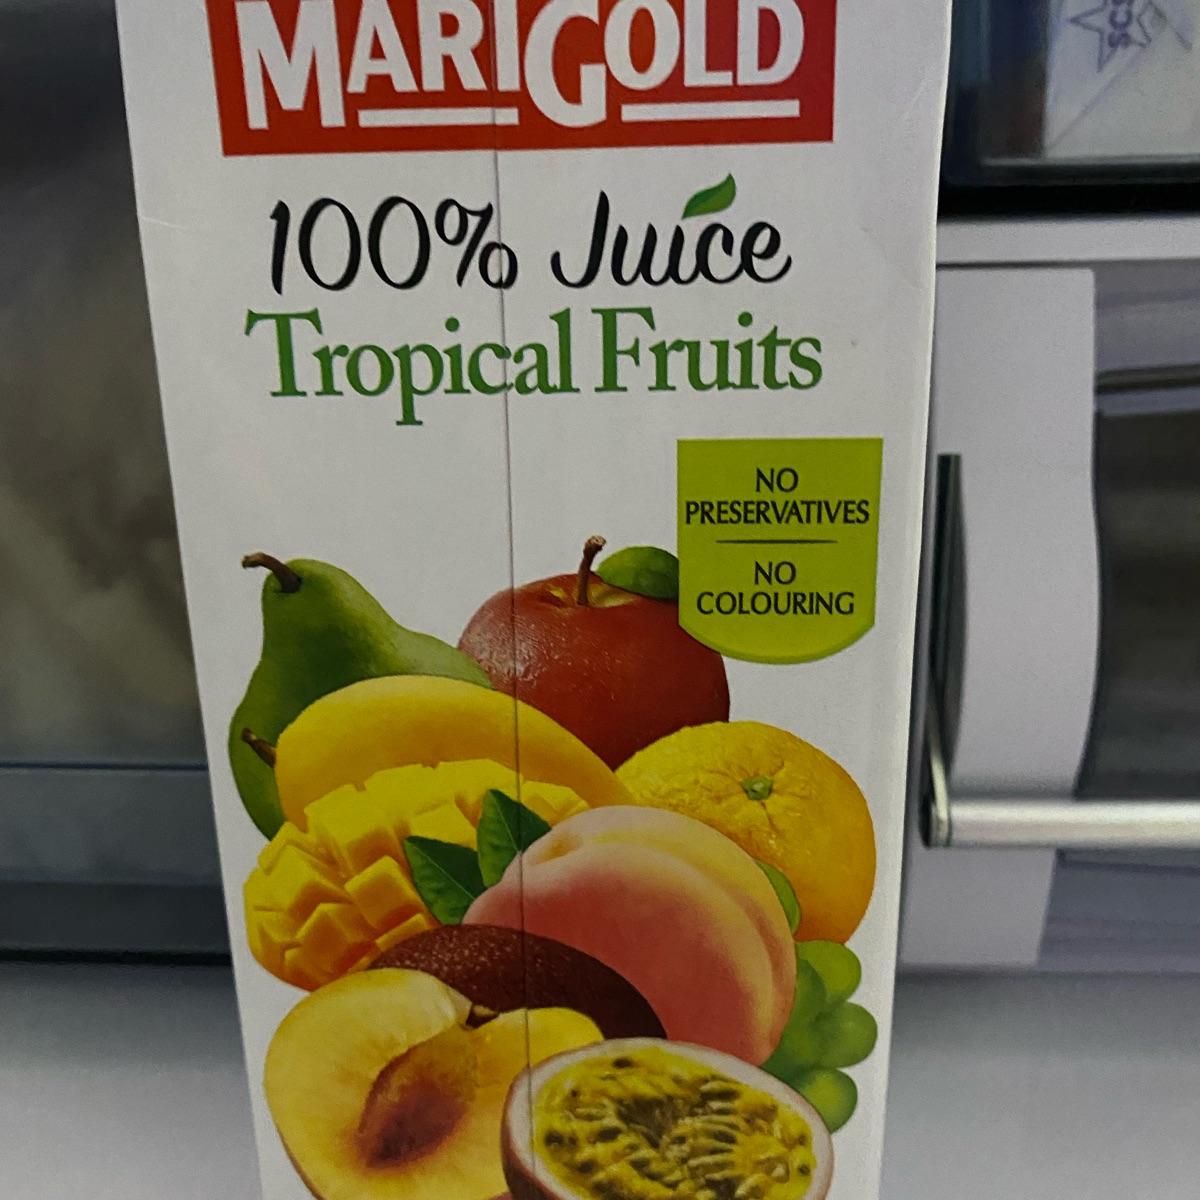 MARIGOLD
100% Juice
Tropical Fruits
NO
PRESERVATIVES
NO
COLOURING